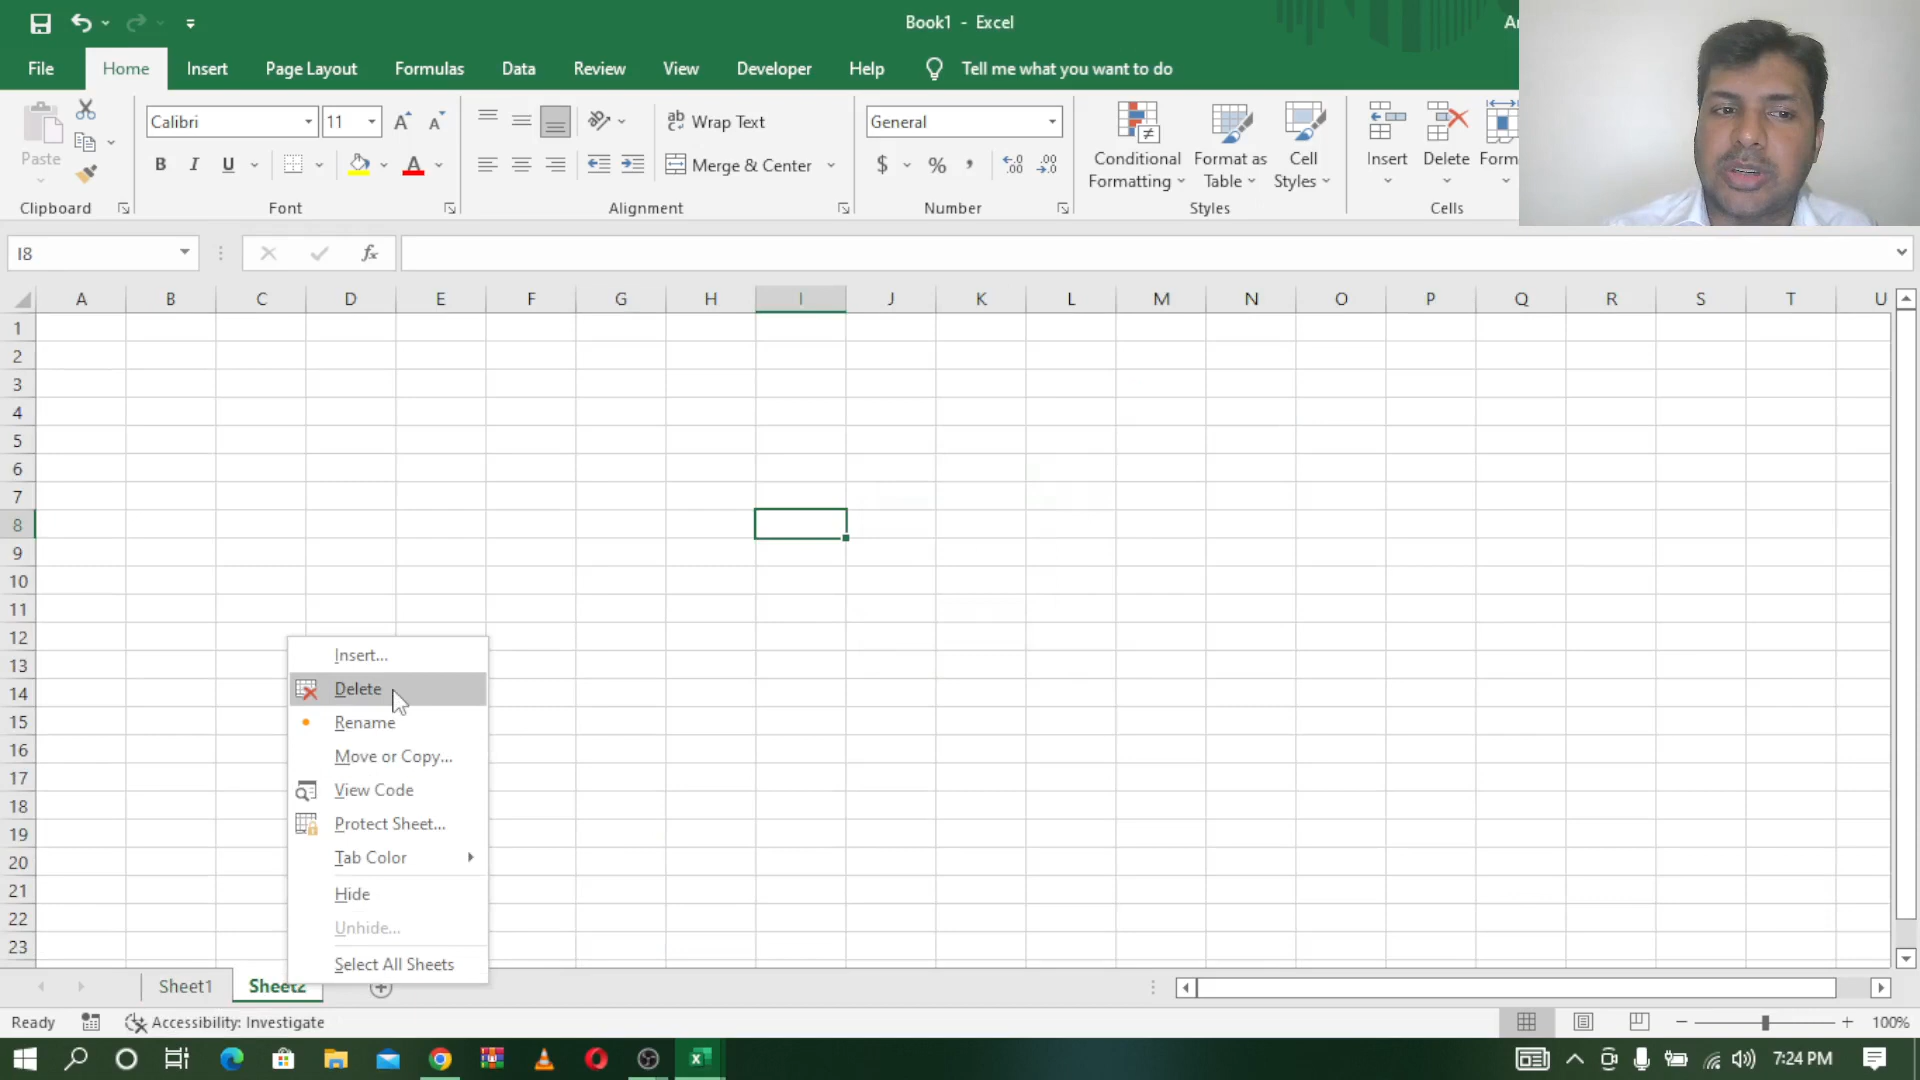 Book1 - Excel
File Home Insert Page Layout Formulas Data Review View Developer Help Tell me what you want to do
Paste
Clipboard
Calibri 11
B I U A
Font
ab Wrap Text
Merge & Center
Alignment
General
$ % ,
Number
Conditional Formatting
Format as Table
Cell Styles
Styles
Insert
Delete
Form
Cells
I8
fx
A B C D E F G H I J K L M N O P Q R S T U
1
2
3
4
5
6
7
8
9
10
11
12
13
14
15
16
17
18
19
20
21
22
23
Insert...
Delete
Rename
Move or Copy...
View Code
Protect Sheet...
Tab Color
Hide
Unhide...
Select All Sheets
Sheet1 Sheet2
Ready Accessibility: Investigate 100%
7:24 PM